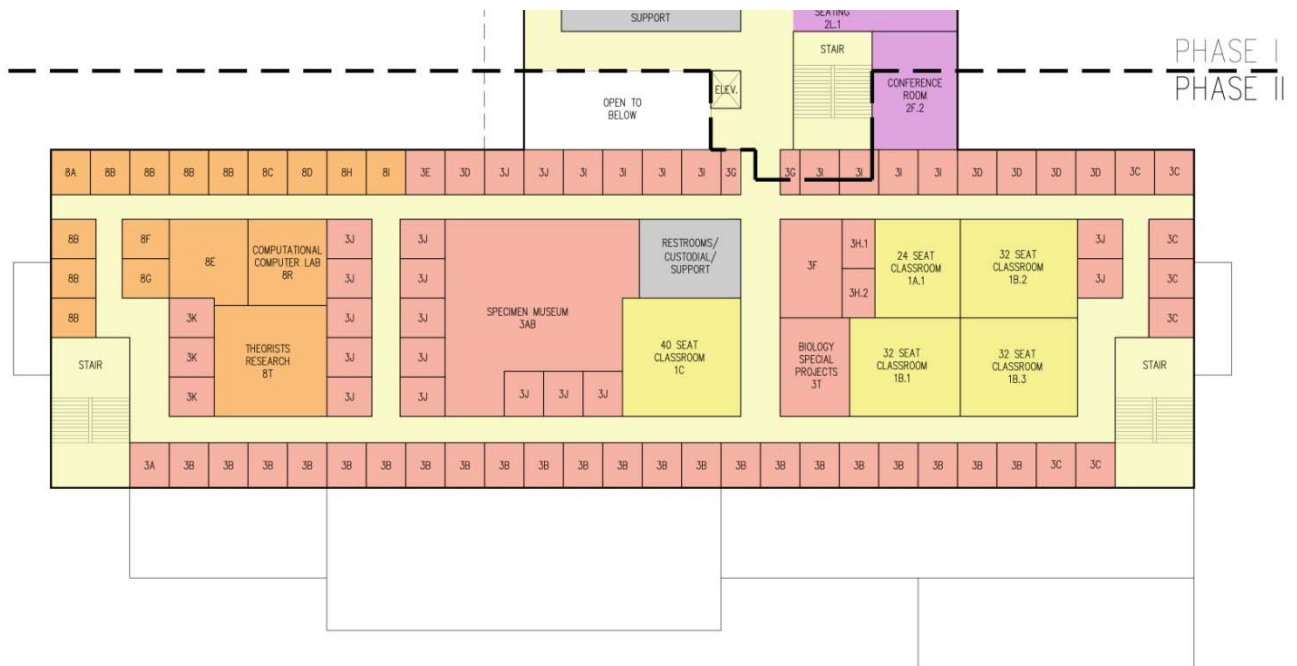 SUPPORT
SEATING
2L.1
STAIR
PHASE I
PHASE II
ELEV.
CONFERENCE
ROOM
2F.2
OPEN TO
BELOW
8A 8B 8B 8B 8B 8C 8D 8H 8I 3E 3D 3J 3J 3I 3I 3I 3I 3G 3G 3I 3I 3I 3I 3D 3D 3D 3D 3C 3C
8B
8B
8B
8F
8G
8E
COMPUTATIONAL
COMPUTER LAB
8R
3K
3K
3K
THEORISTS
RESEARCH
8T
3J
3J
3J
3J
3J
3J
3J
3J
3J
3J
SPECIMEN MUSEUM
3AB
3J 3J 3J
RESTROOMS/
CUSTODIAL/
SUPPORT
40 SEAT
CLASSROOM
1C
3F
3H.1
3H.2
24 SEAT
CLASSROOM
1A.1
32 SEAT
CLASSROOM
1B.2
BIOLOGY
SPECIAL
PROJECTS
3T
32 SEAT
CLASSROOM
1B.1
32 SEAT
CLASSROOM
1B.3
3J
3J
3C
3C
3C
STAIR
STAIR
3A 3B 3B 3B 3B 3B 3B 3B 3B 3B 3B 3B 3B 3B 3B 3B 3B 3B 3B 3B 3B 3B 3B 3C 3C